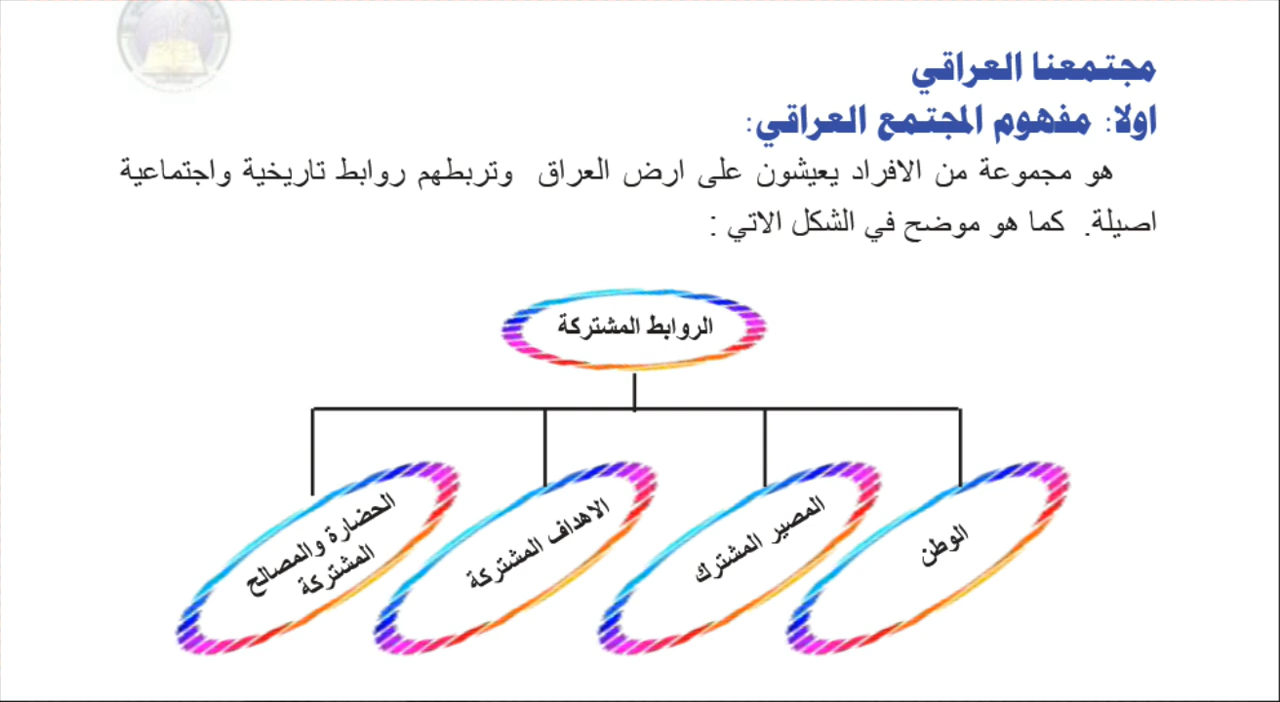 مجتمعنا العراقي
اولا: مفهوم المجتمع العراقي:
هو مجموعة من الافراد يعيشون على ارض العراق وتربطهم روابط تاريخية واجتماعية
اصيلة. كما هو موضح في الشكل الاتي :
الروابط المشتركة
الوطن
المصير المشترك
الاهداف المشتركة
الحضارة والمصالح
المشتركة